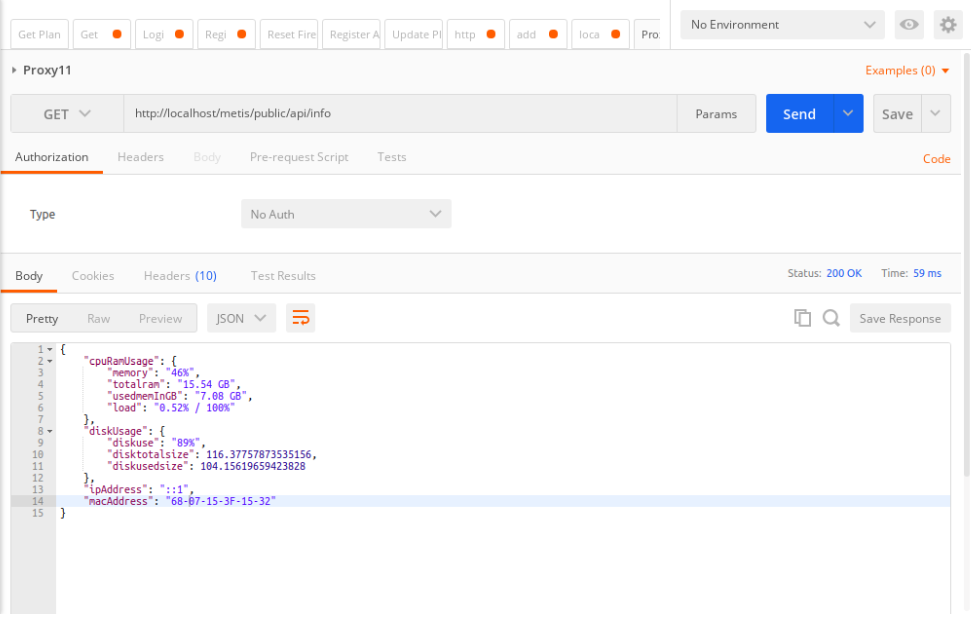 Get Plan Get Logi Regi Reset Fire Register A Update Pl http add loca Pro: No Environment
Proxy11 Examples (0)
GET http://localhost/metis/public/api/info Params Send Save
Authorization Headers Body Pre-request Script Tests Code
Type No Auth
Body Cookies Headers (10) Test Results Status: 200 OK Time: 59 ms
Pretty Raw Preview JSON Save Response
1 {
2 "cpuRamUsage": {
3 "memory": "46%",
4 "totalram": "15.54 GB",
5 "usedmemInGB": "7.08 GB",
6 "load": "0.52% / 100%"
7 },
8 "diskUsage": {
9 "diskuse": "89%",
10 "disktotalsize": 116.37757873535156,
11 "diskusedsize": 104.15619659423828
12 },
13 "ipAddress": "::1",
14 "macAddress": "68-07-15-3F-15-32"
15 }